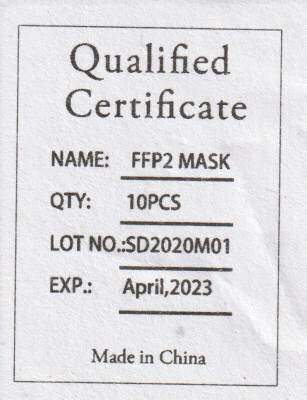 Qualified
Certificate
NAME: FFP2 MASK
QTY: 10PCS
LOT NO.:SD2020M01
EXP.: April,2023
Made in China